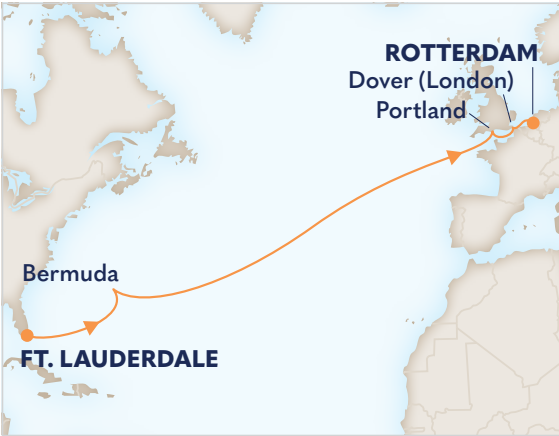 ROTTERDAM
Dover (London)
Portland
Bermuda
FT. LAUDERDALE